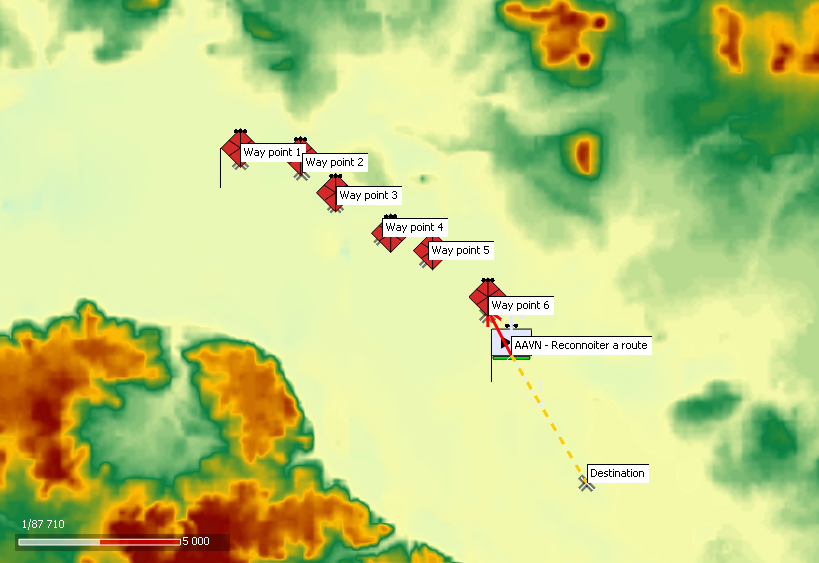 Way point 1
Way point 2
Way point 3
Way point 4
Way point 5
Way point 6
AAVN - Reconnoiter a route
Destination
1/87 710
5 000